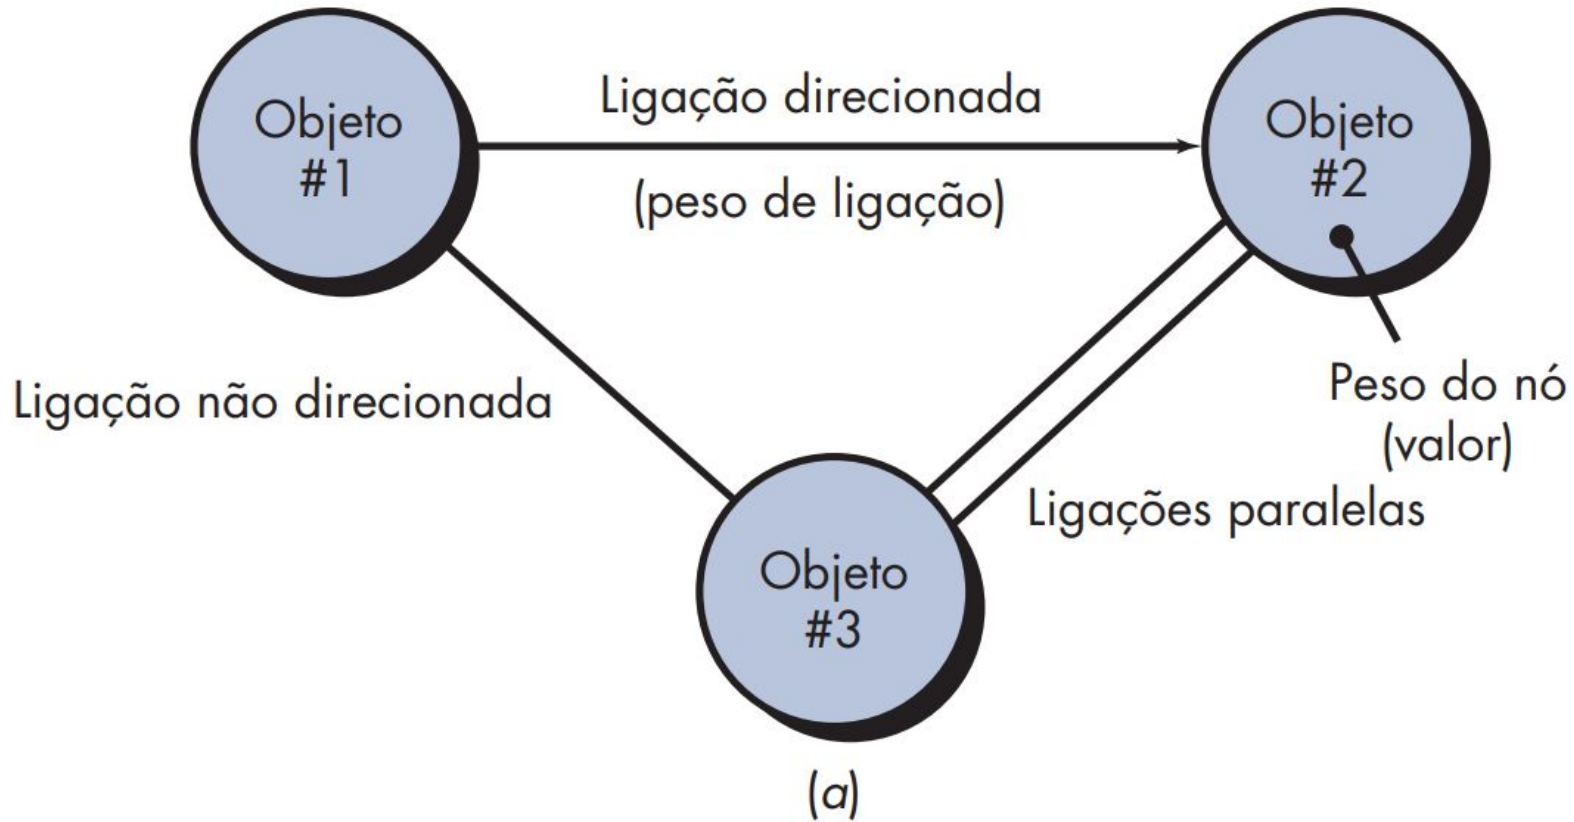 Objeto
#1
Ligação direcionada
(peso de ligação)
Objeto
#2
Ligação não direcionada
Peso do nó
(valor)
Ligações paralelas
Objeto
#3
(a)